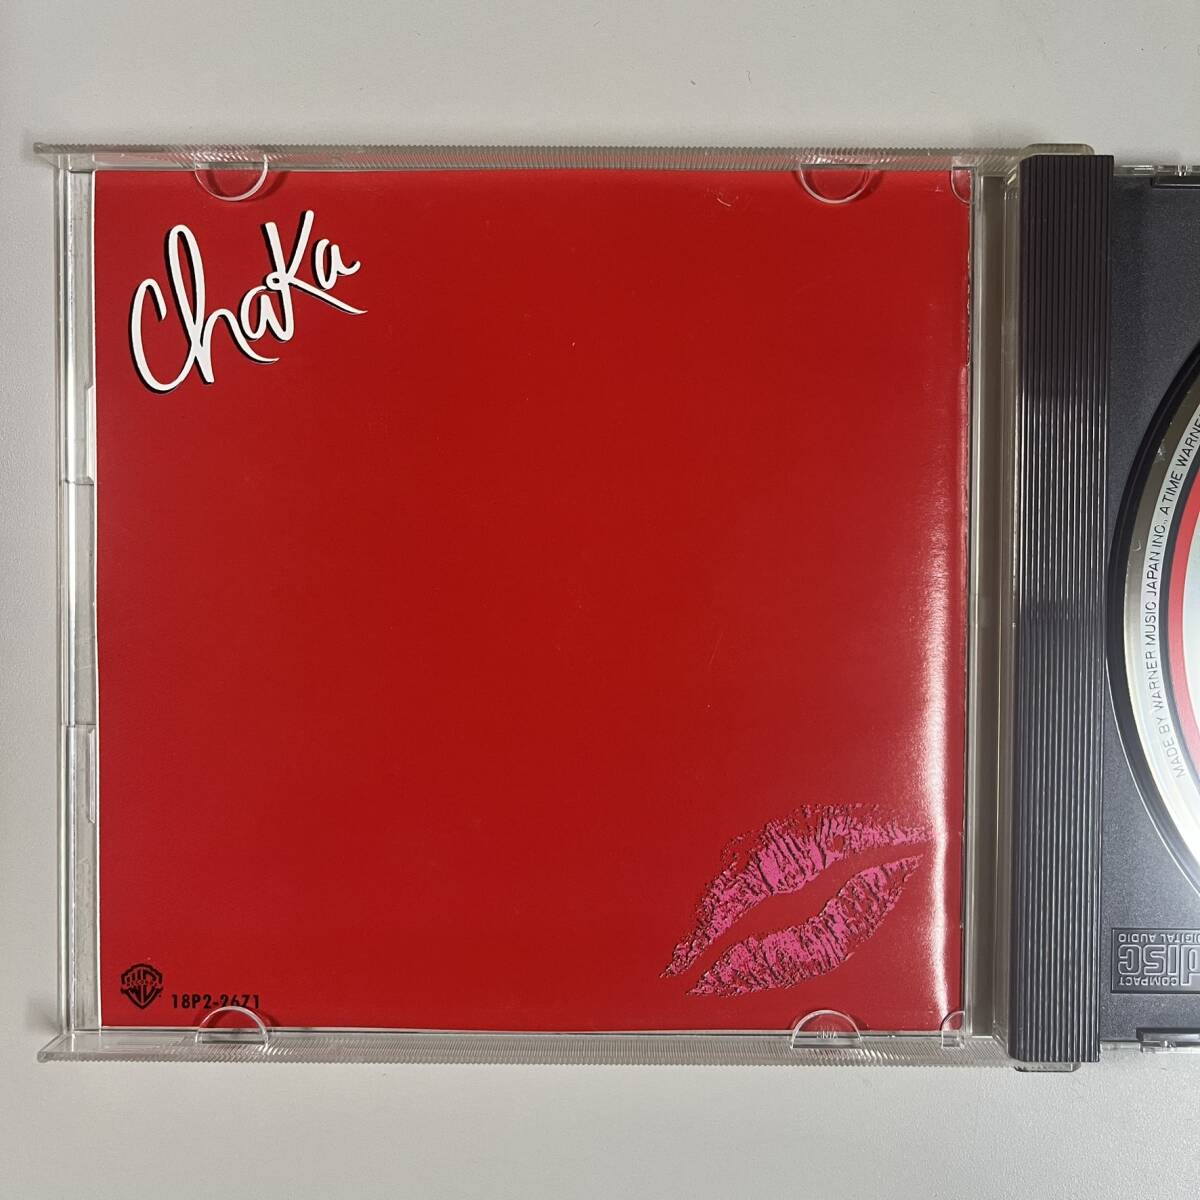 Chaka
18P2-2671
MADE BY WARNER MUSIC JAPAN INC., A TIME WARNE
COMPACT
disc
DIGITAL AUDIO